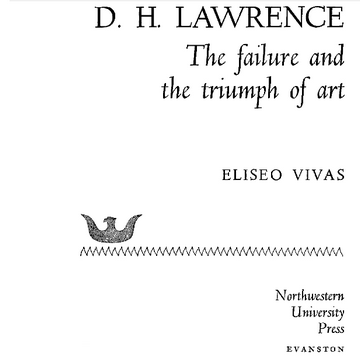 D. H. LAWRENCE
The failure and
the triumph of art
ELISEO VIVAS
Northwestern
University
Press
EVANSTON